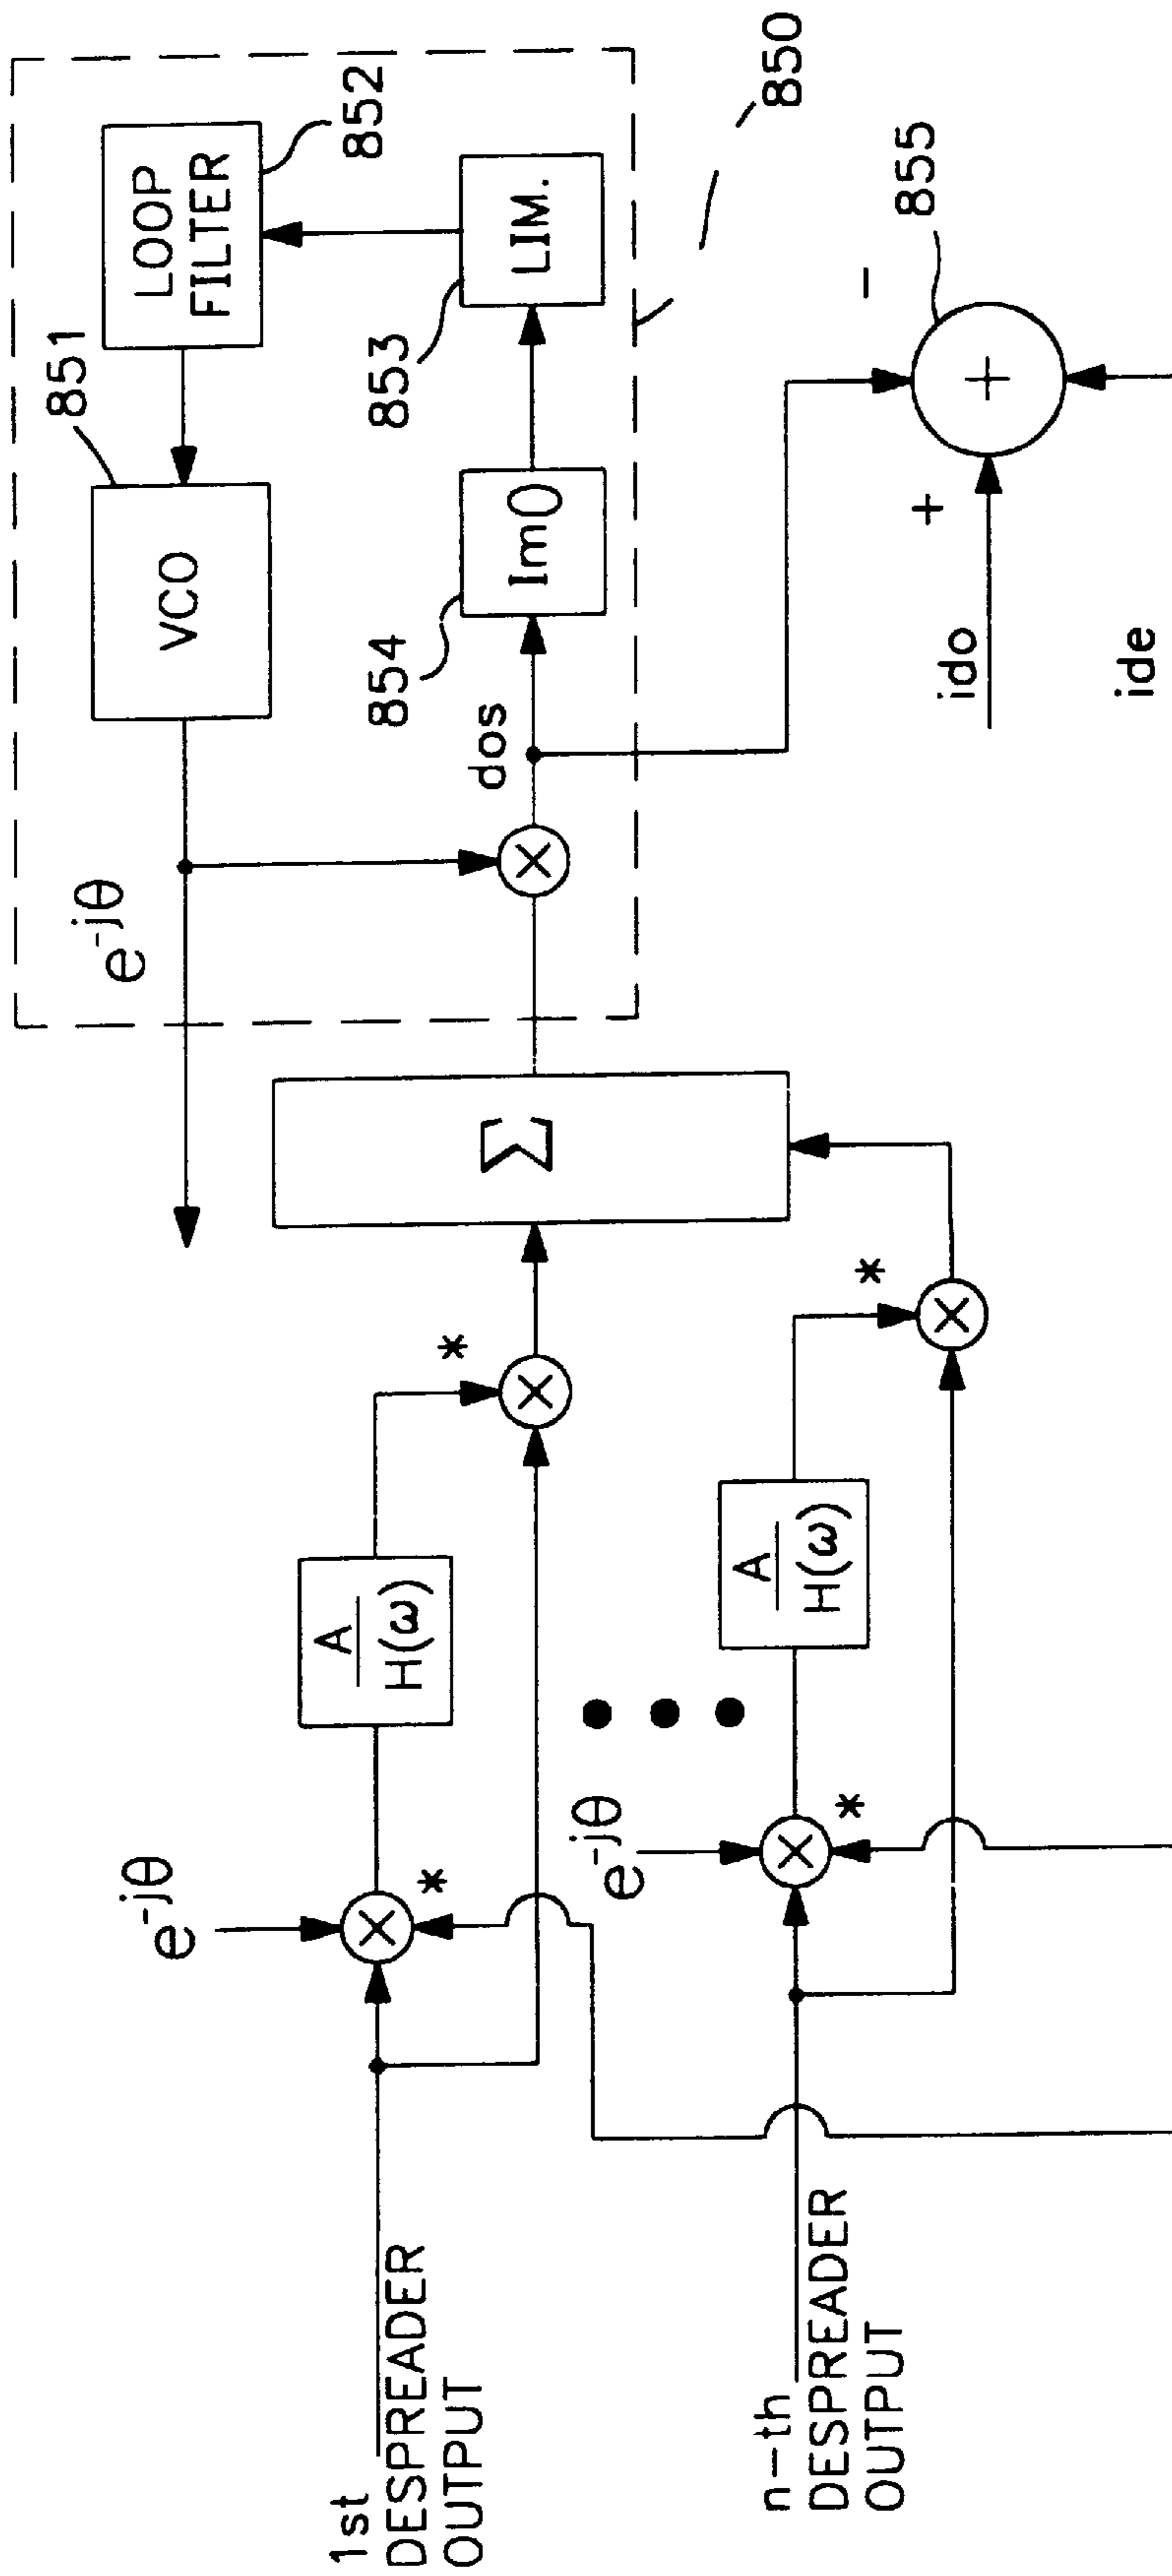 1st
DESPREADER
OUTPUT
e^-jθ
*
A
H(ω)
*
n-th
DESPREADER
OUTPUT
e^-jθ
*
A
H(ω)
*
Σ
e^-jθ
VCO
851
LOOP
FILTER
852
dos
854
Im()
853
LIM.
850
ido
+
-
+
855
ide